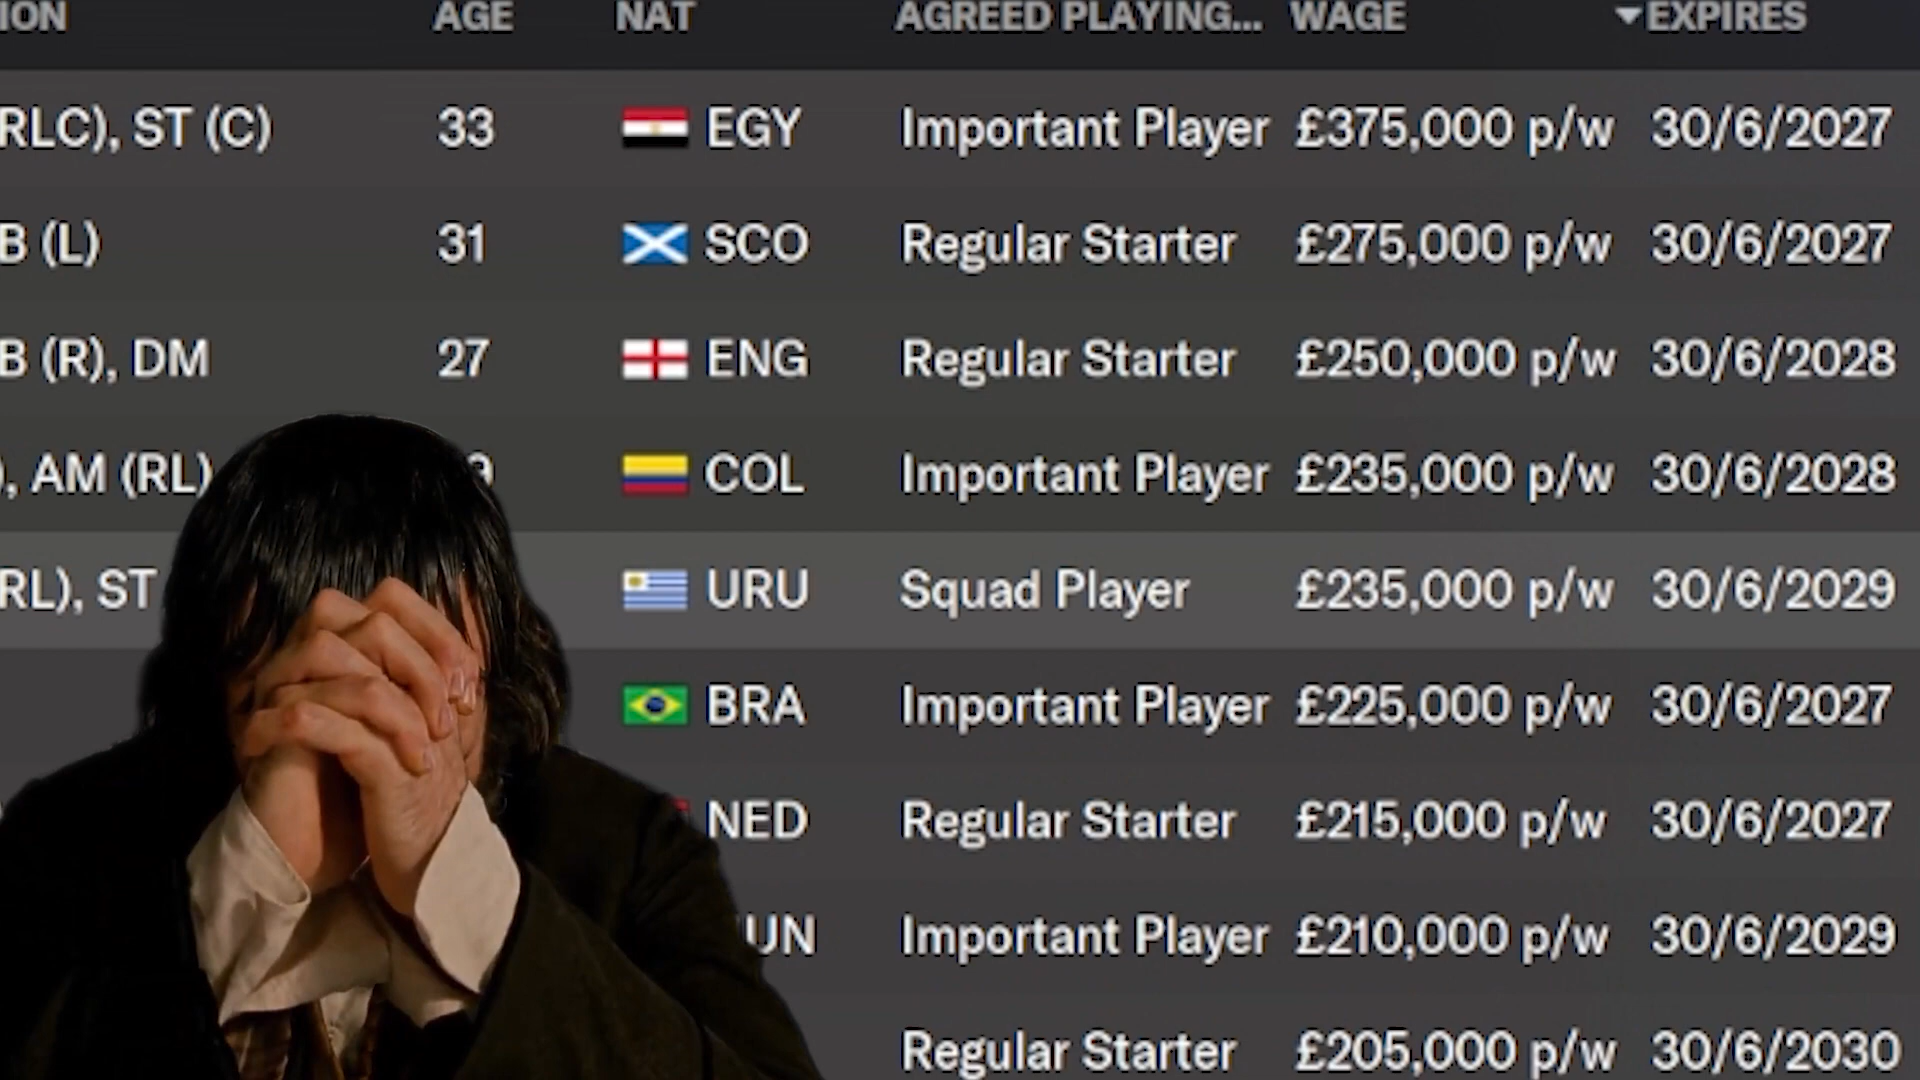 ION AGE NAT AGREED PLAYING... WAGE EXPIRES
RLC), ST (C) 33 EGY Important Player £375,000 p/w 30/6/2027
B (L) 31 SCO Regular Starter £275,000 p/w 30/6/2027
B (R), DM 27 ENG Regular Starter £250,000 p/w 30/6/2028
), AM (RL), 9 COL Important Player £235,000 p/w 30/6/2028
RL), ST URU Squad Player £235,000 p/w 30/6/2029
BRA Important Player £225,000 p/w 30/6/2027
NED Regular Starter £215,000 p/w 30/6/2027
UN Important Player £210,000 p/w 30/6/2029
Regular Starter £205,000 p/w 30/6/2030